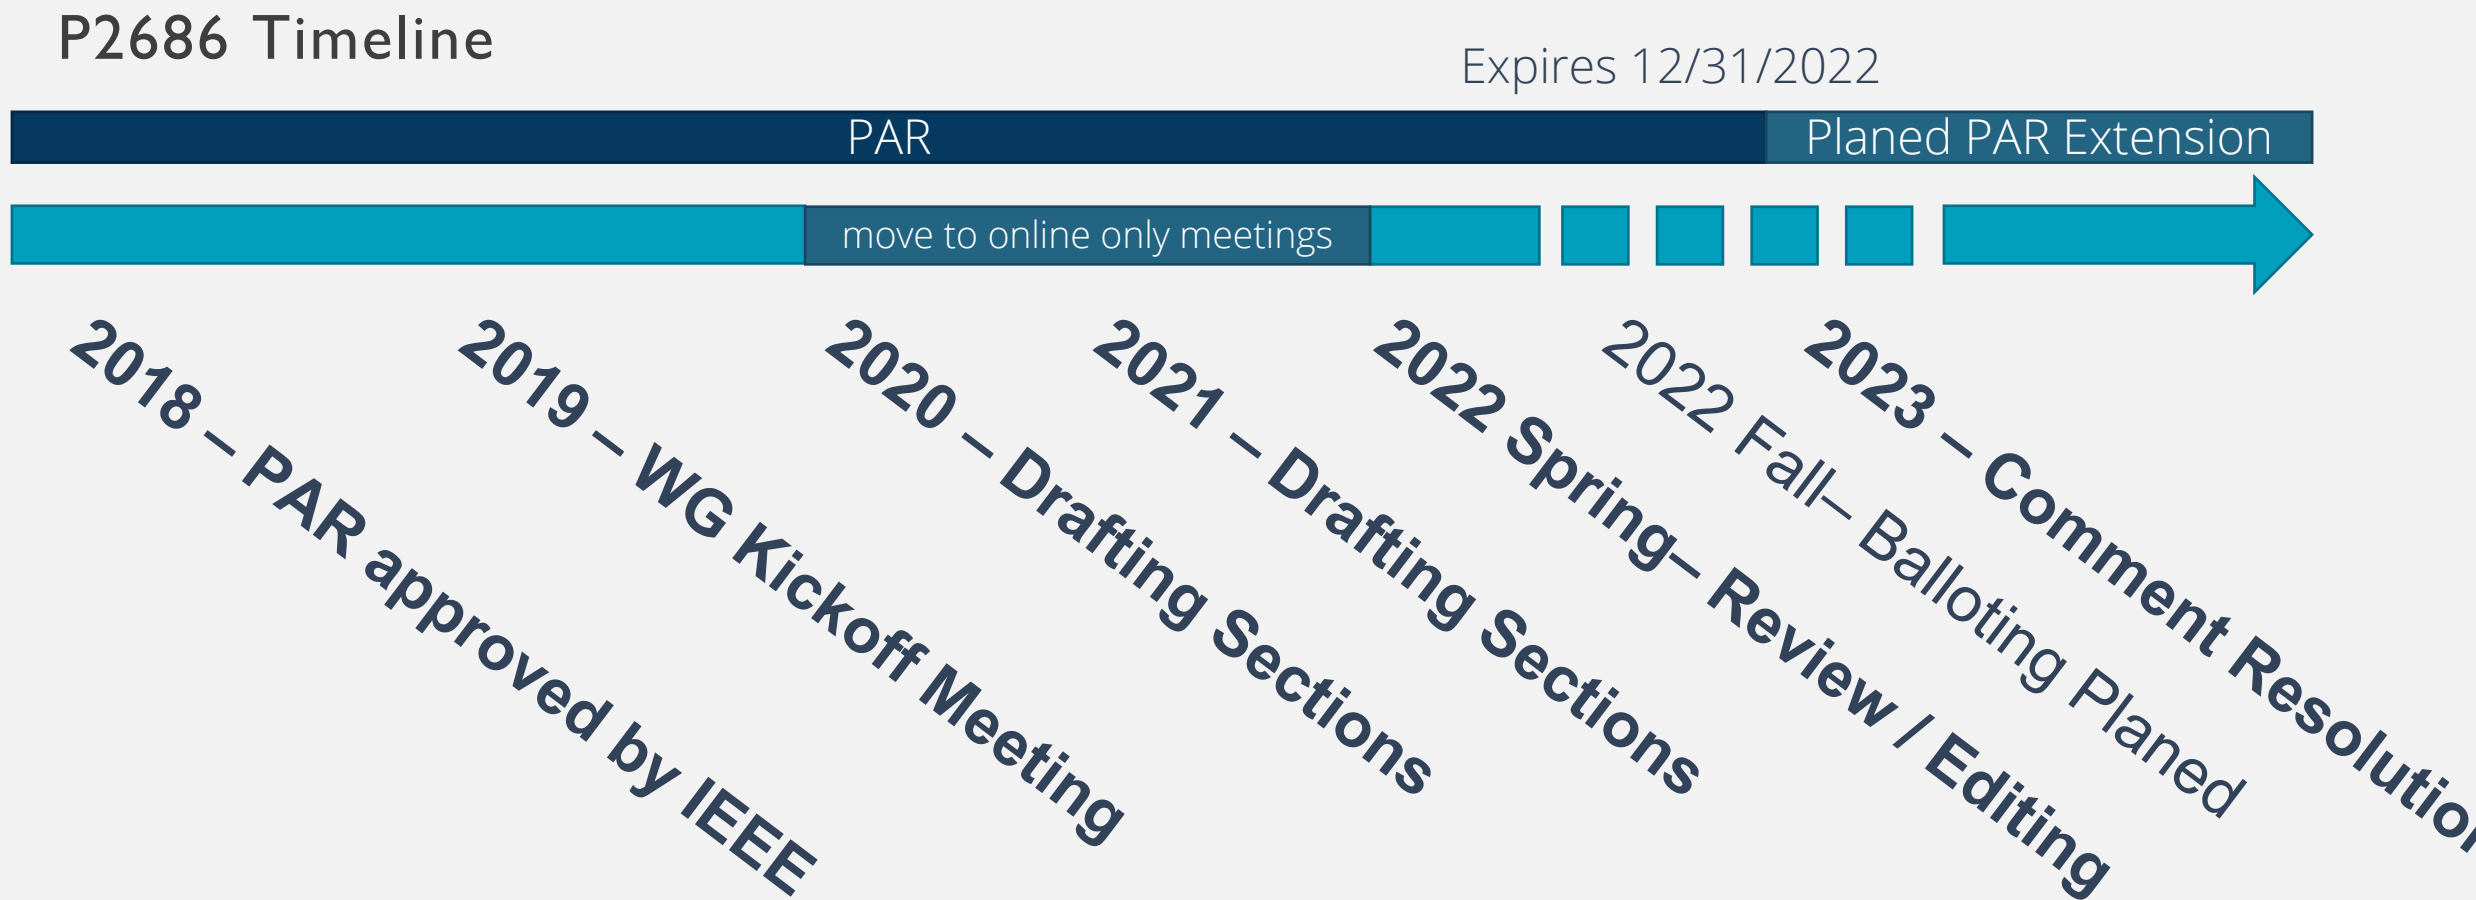 P2686 Timeline
Expires 12/31/2022
PAR
Planed PAR Extension
move to online only meetings
2018 – PAR approved by IEEE
2019 – WG Kickoff Meeting
2020 – Drafting Sections
2021 – Drafting Sections
2022 Spring– Review / Editing
2022 Fall– Balloting Planed
2023 – Comment Resolution